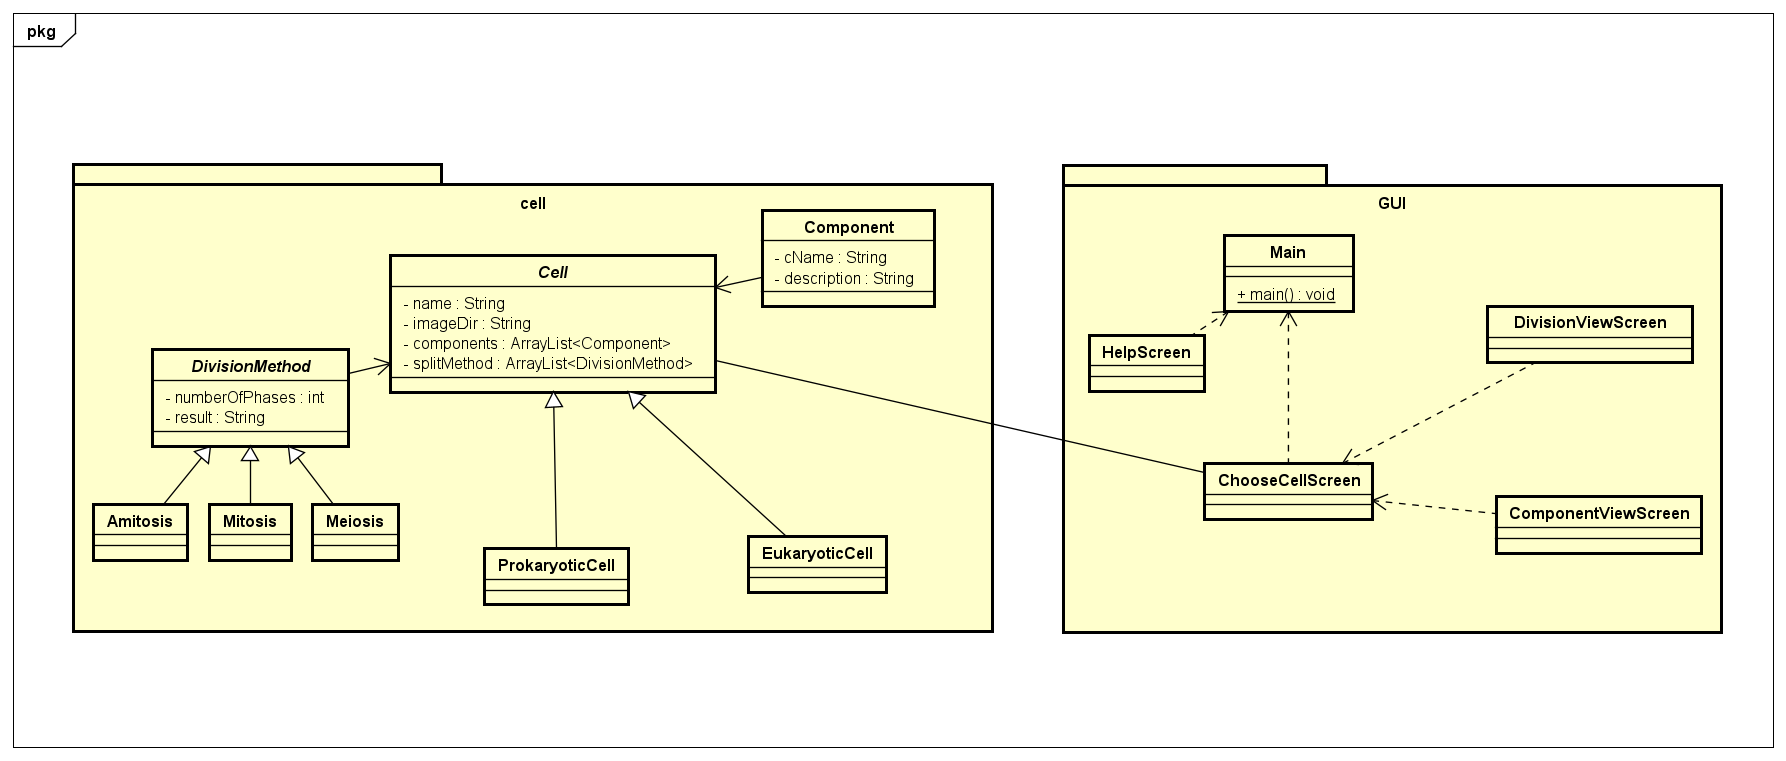 pkg
cell
Component
- cName : String
- description : String
Cell
- name : String
- imageDir : String
- components : ArrayList<Component>
- splitMethod : ArrayList<DivisionMethod>
DivisionMethod
- numberOfPhases : int
- result : String
Amitosis
Mitosis
Meiosis
ProkaryoticCell
EukaryoticCell
GUI
Main
+ main() : void
HelpScreen
DivisionViewScreen
ChooseCellScreen
ComponentViewScreen